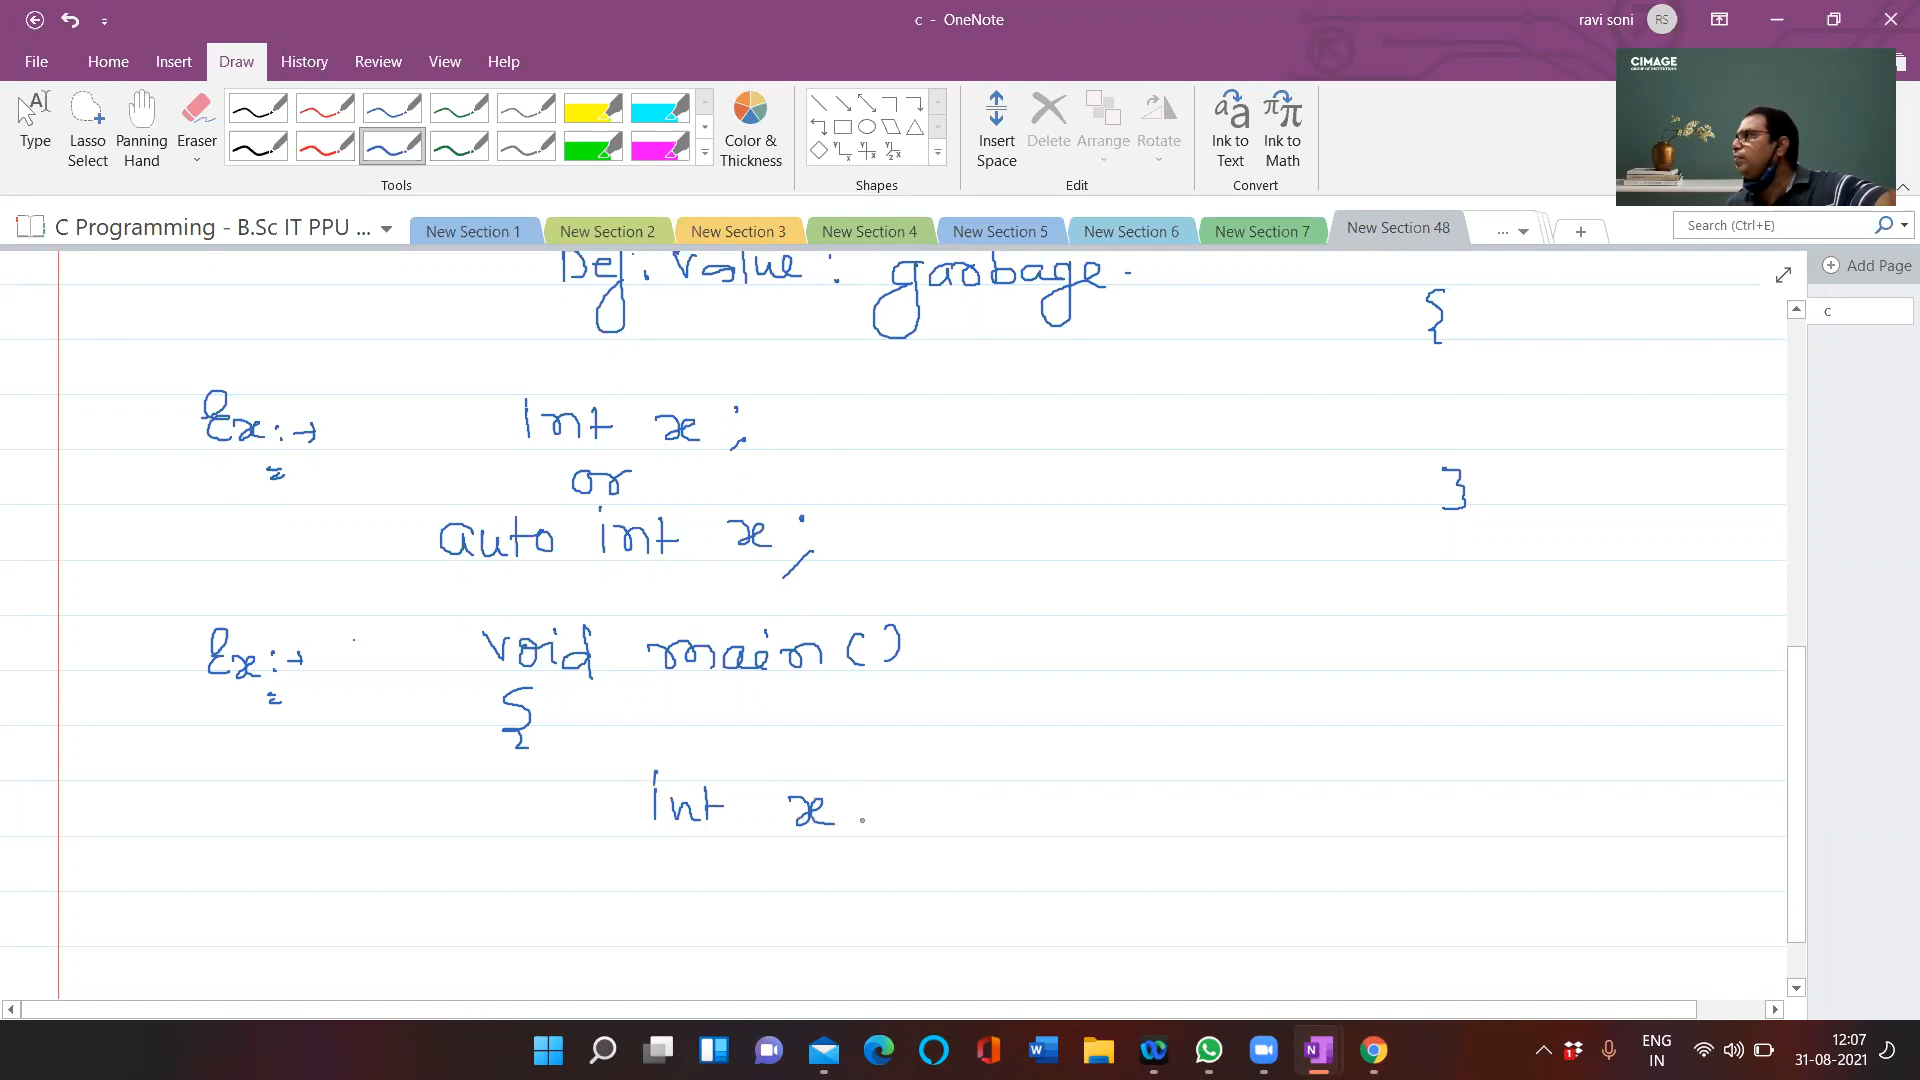 c - OneNote
ravi soni RS
File Home Insert Draw History Review View Help
CIMAGE
GROUP OF INSTITUTIONS
Type
Lasso Select
Panning Hand
Eraser
Color & Thickness
Insert Space
Delete
Arrange
Rotate
Ink to Text
Ink to Math
Tools
Shapes
Edit
Convert
C Programming - B.Sc IT PPU ...
New Section 1 New Section 2 New Section 3 New Section 4 New Section 5 New Section 6 New Section 7 New Section 48 ...
Search (Ctrl+E)
Add Page
c
Def. Value : garbage.
{
Ex:→ int x ;
or
}
auto int x ;
Ex:→ void main ( )
{
int x .
ENG
IN
12:07
31-08-2021